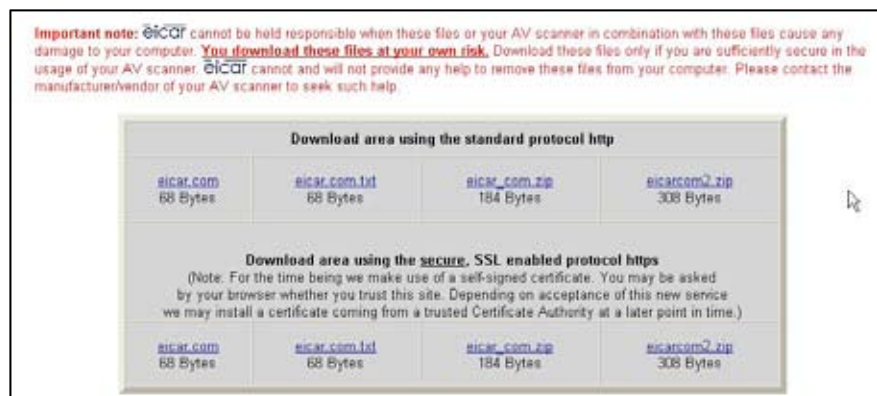 Important note: eicar cannot be held responsible when these files or your AV scanner in combination with these files cause any
damage to your computer. You download these files at your own risk. Download these files only if you are sufficiently secure in the
usage of your AV scanner. eicar cannot and will not provide any help to remove these files from your computer. Please contact the
manufacturer/vendor of your AV scanner to seek such help.
Download area using the standard protocol http
eicar.com eicar.com.txt eicar_com.zip eicarcom2.zip
68 Bytes 68 Bytes 184 Bytes 308 Bytes
Download area using the secure, SSL enabled protocol https
(Note: For the time being we make use of a self-signed certificate. You may be asked
by your browser whether you trust this site. Depending on acceptance of this new service
we may install a certificate coming from a trusted Certificate Authority at a later point in time.)
eicar.com eicar.com.txt eicar_com.zip eicarcom2.zip
68 Bytes 68 Bytes 184 Bytes 308 Bytes